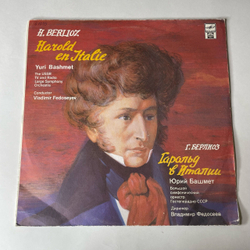 H. BERLIOZ
Harold
en Italie
Yuri Bashmet
The USSR
TV and Radio
Large Symphony
Orchestra
Conductor
Vladimir Fedoseyev
Г. БЕРЛИОЗ
Гарольд
в Италии
Юрий Башмет
Большой
симфонический
оркестр
Гостелерадио СССР
Дирижер
Владимир Федосеев